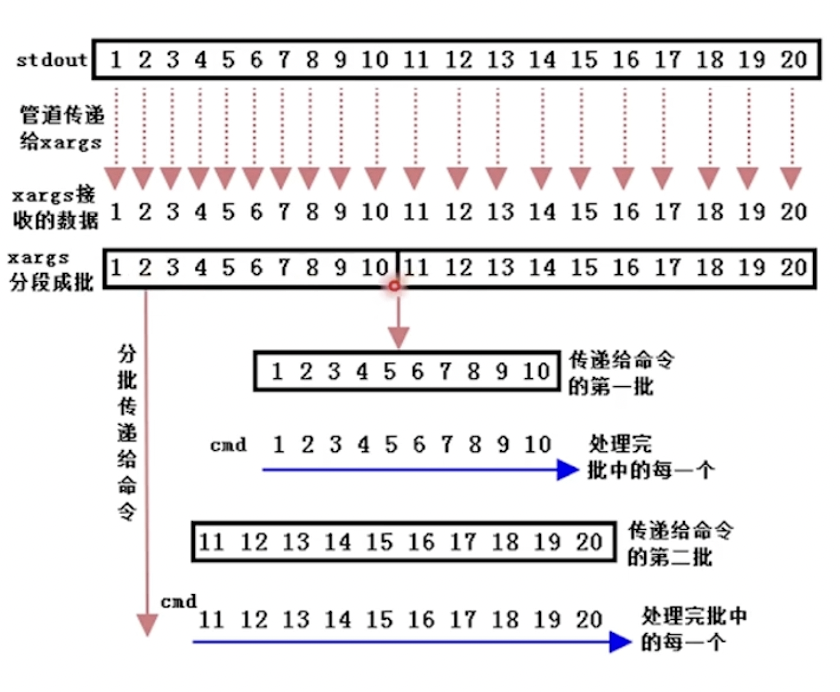 stdout 1 2 3 4 5 6 7 8 9 10 11 12 13 14 15 16 17 18 19 20
管道传递
给xargs
xargs接
收的数据 1 2 3 4 5 6 7 8 9 10 11 12 13 14 15 16 17 18 19 20
xargs
分段成批 1 2 3 4 5 6 7 8 9 10 11 12 13 14 15 16 17 18 19 20
分批传递给命令
1 2 3 4 5 6 7 8 9 10
传递给命令
的第一批
cmd 1 2 3 4 5 6 7 8 9 10
处理完
批中的每一个
11 12 13 14 15 16 17 18 19 20
传递给命令
的第二批
cmd 11 12 13 14 15 16 17 18 19 20
处理完批中
的每一个